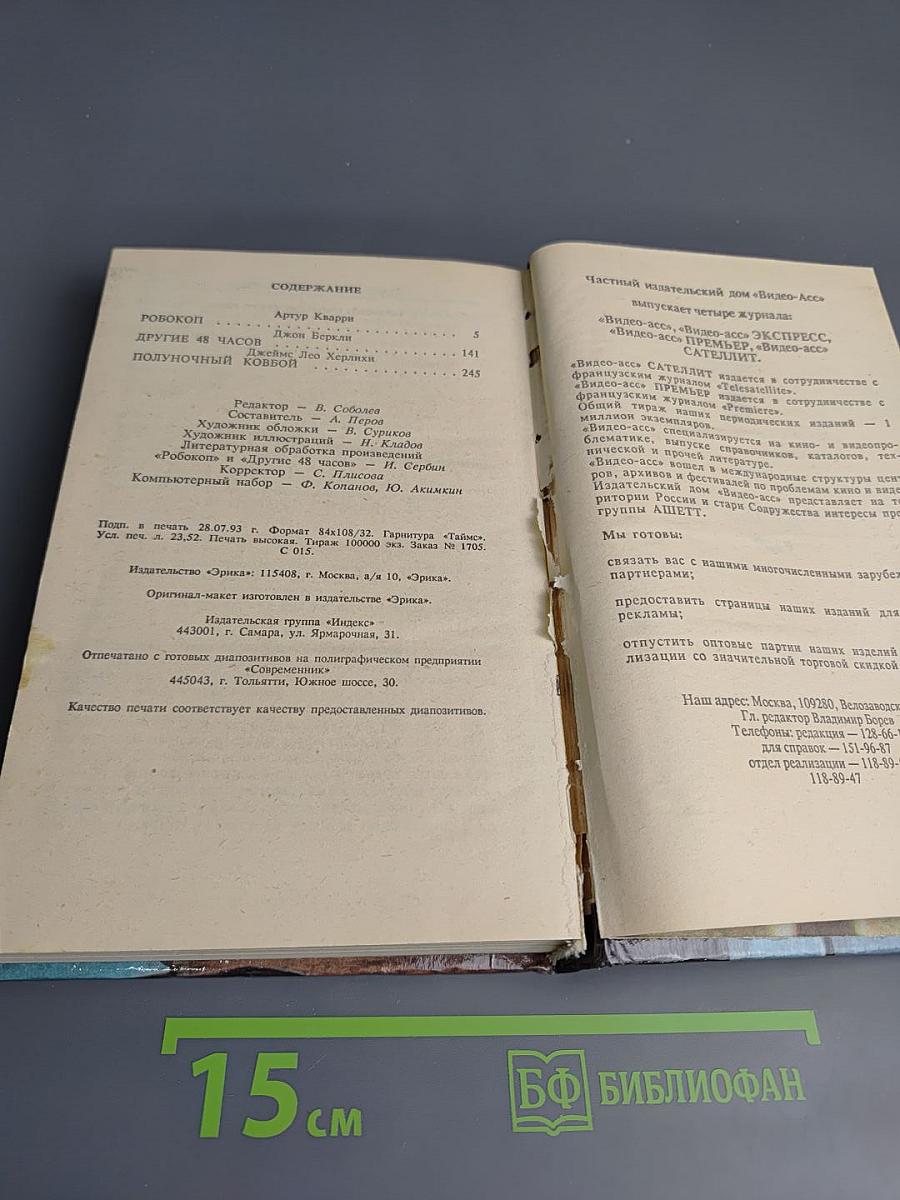 СОДЕРЖАНИЕ
Артур Кварри
РОБОКОП . . . . . . . . . . . . . . . . . . . . . . 5
Джон Беркли
ДРУГИЕ 48 ЧАСОВ . . . . . . . . . . . . . . . . . 141
Джеймс Лео Херлихи
ПОЛУНОЧНЫЙ КОВБОЙ . . . . . . . . . . . . . 245
Редактор — В. Соболев
Составитель — А. Перов
Художник обложки — В. Суриков
Художник иллюстраций — Н. Кладов
Литературная обработка произведений
«Робокоп» и «Другие 48 часов» — И. Сербин
Корректор — С. Плисова
Компьютерный набор — Ф. Копанов, Ю. Акимкин
Подп. в печать 28.07.93 г. Формат 84х108/32. Гарнитура «Таймс».
Усл. печ. л. 23,52. Печать высокая. Тираж 100000 экз. Заказ № 1705.
С 015.
Издательство «Эрика»: 115408, г. Москва, а/я 10, «Эрика».
Оригинал-макет изготовлен в издательстве «Эрика».
Издательская группа «Индекс»
443001, г. Самара, ул. Ярмарочная, 31.
Отпечатано с готовых диапозитивов на полиграфическом предприятии
«Современник»
445043, г. Тольятти, Южное шоссе, 30.
Качество печати соответствует качеству предоставленных диапозитивов.
Частный издательский дом «Видео-Асс»
выпускает четыре журнала:
«Видео-асс», «Видео-асс» ЭКСПРЕСС,
«Видео-асс» ПРЕМЬЕР, «Видео-асс»
САТЕЛЛИТ.
«Видео-асс» САТЕЛЛИТ издается в сотрудничестве с
французским журналом «Telesatellite».
«Видео-асс» ПРЕМЬЕР издается в сотрудничестве с
французским журналом «Premiere».
Общий тираж наших периодических изданий — 1
миллион экземпляров.
«Видео-асс» специализируется на кино- и видеопро-
блематике, выпуске справочников, каталогов, тех-
нической и прочей литературе.
«Видео-асс» вошел в международные структуры цент
ров, архивов и фестивалей по проблемам кино и виде
Издательский дом «Видео-асс» представляет на те
ритории России и стран Содружества интересы пре
группы АШЕТТ.
Мы готовы:
связать вас с нашими многочисленными зарубеж
партнерами;
предоставить страницы наших изданий для
рекламы;
отпустить оптовые партии наших изделий
лизации со значительной торговой скидкой
Наш адрес: Москва, 109280, Велозаводск
Гл. редактор Владимир Борев
Телефоны: редакция — 128-66-1
для справок — 151-96-87
отдел реализации — 118-89-
118-89-47
15 см
БФ БИБЛИОФАН